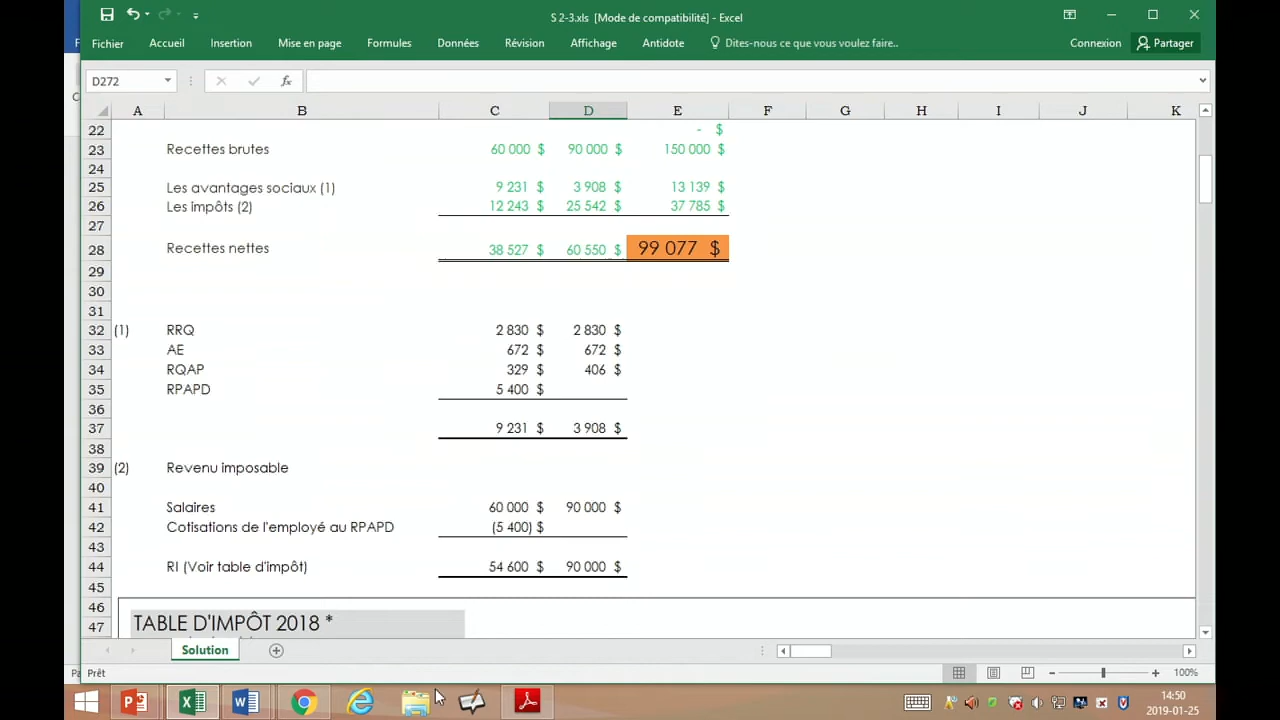 S 2-3.xls [Mode de compatibilité] - Excel
Fichier Accueil Insertion Mise en page Formules Données Révision Affichage Antidote Dites-nous ce que vous voulez faire.. Connexion Partager
D272 fx
A B C D E F G H I J K
22 - $
23 Recettes brutes 60 000 $ 90 000 $ 150 000 $
24
25 Les avantages sociaux (1) 9 231 $ 3 908 $ 13 139 $
26 Les impôts (2) 12 243 $ 25 542 $ 37 785 $
27
28 Recettes nettes 38 527 $ 60 550 $ 99 077 $
29
30
31
32 (1) RRQ 2 830 $ 2 830 $
33 AE 672 $ 672 $
34 RQAP 329 $ 406 $
35 RPAPD 5 400 $
36
37 9 231 $ 3 908 $
38
39 (2) Revenu imposable
40
41 Salaires 60 000 $ 90 000 $
42 Cotisations de l'employé au RPAPD (5 400) $
43
44 RI (Voir table d'impôt) 54 600 $ 90 000 $
45
46
47 TABLE D'IMPÔT 2018 *
Solution
Prêt 100%
14:50
2019-01-25